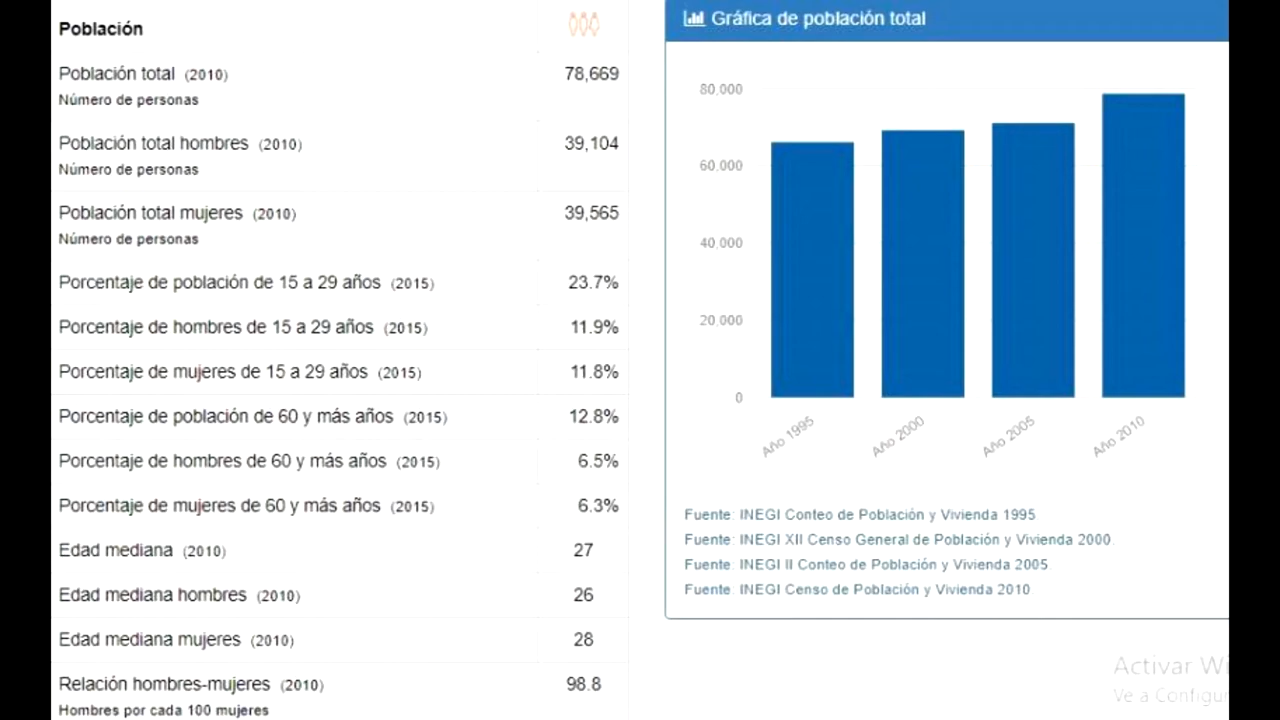 Población
Población total (2010) 78,669
Número de personas
Población total hombres (2010) 39,104
Número de personas
Población total mujeres (2010) 39,565
Número de personas
Porcentaje de población de 15 a 29 años (2015) 23.7%
Porcentaje de hombres de 15 a 29 años (2015) 11.9%
Porcentaje de mujeres de 15 a 29 años (2015) 11.8%
Porcentaje de población de 60 y más años (2015) 12.8%
Porcentaje de hombres de 60 y más años (2015) 6.5%
Porcentaje de mujeres de 60 y más años (2015) 6.3%
Edad mediana (2010) 27
Edad mediana hombres (2010) 26
Edad mediana mujeres (2010) 28
Relación hombres-mujeres (2010) 98.8
Hombres por cada 100 mujeres
Gráfica de población total
80,000
60,000
40,000
20,000
0
Año 1995
Año 2000
Año 2005
Año 2010
Fuente: INEGI Conteo de Población y Vivienda 1995
Fuente: INEGI XII Censo General de Población y Vivienda 2000.
Fuente: INEGI II Conteo de Población y Vivienda 2005.
Fuente: INEGI Censo de Población y Vivienda 2010.
Activar Wi
Ve a Configur